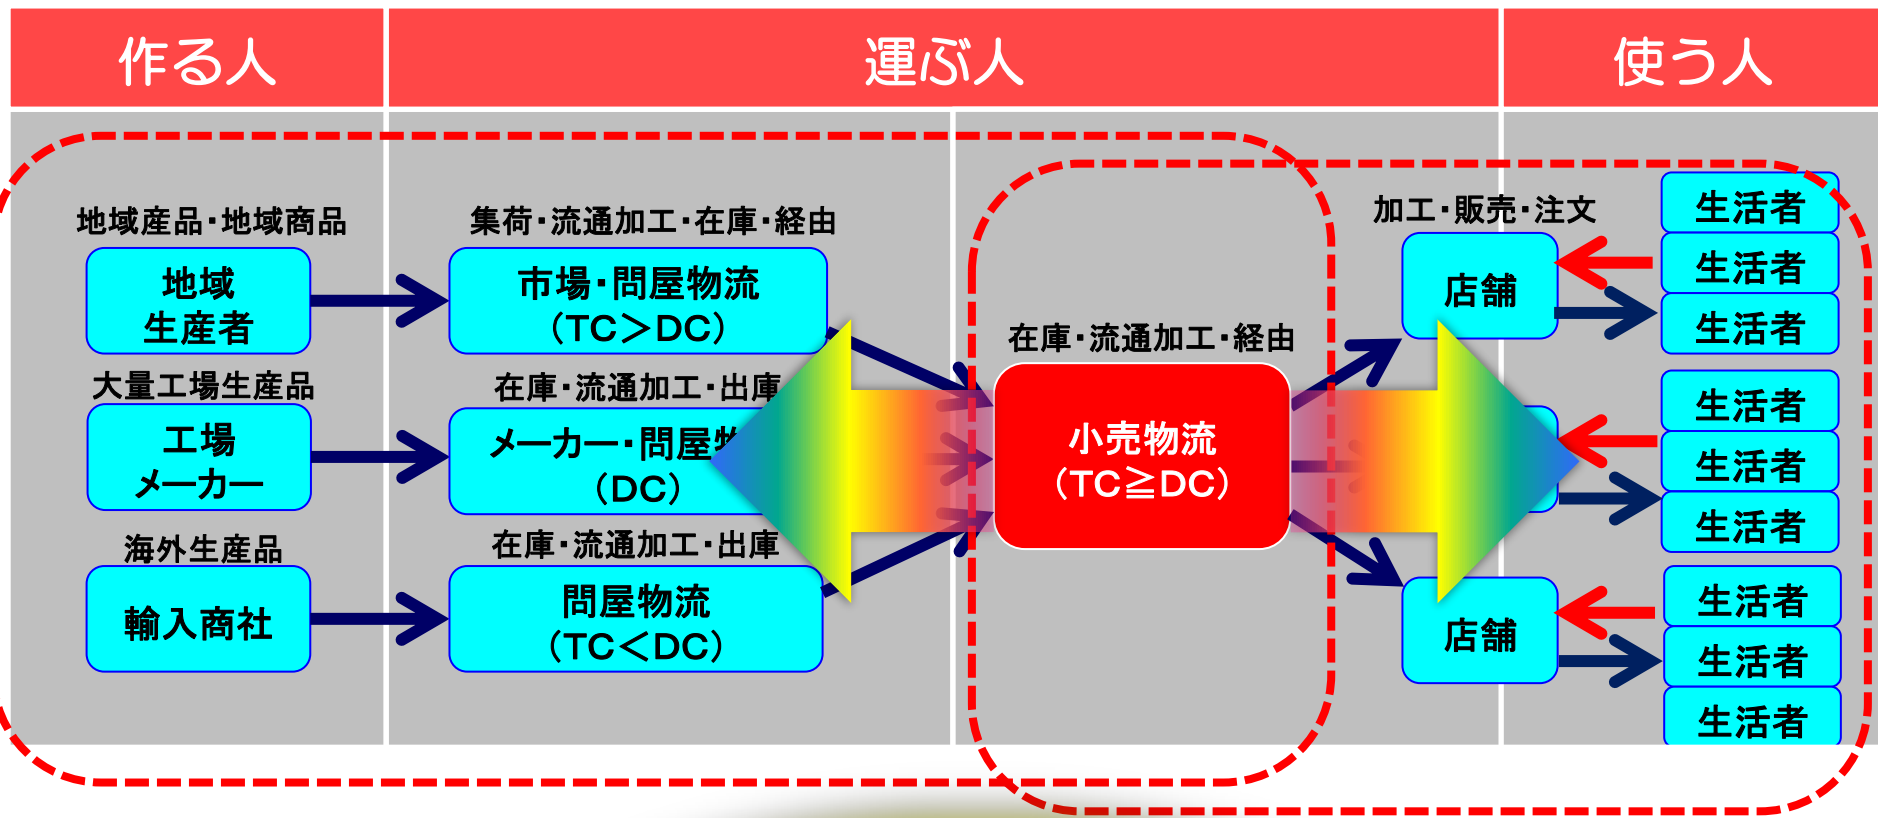 作る人
運ぶ人
使う人
地域産品・地域商品
地域
生産者
大量工場生産品
工場
メーカー
海外生産品
輸入商社
集荷・流通加工・在庫・経由
市場・問屋物流
（TC＞DC）
在庫・流通加工・出庫
メーカー・問屋物
（DC）
在庫・流通加工・出庫
問屋物流
（TC＜DC）
在庫・流通加工・経由
小売物流
（TC≧DC）
加工・販売・注文
店舗
店舗
生活者
生活者
生活者
生活者
生活者
生活者
生活者
生活者
生活者